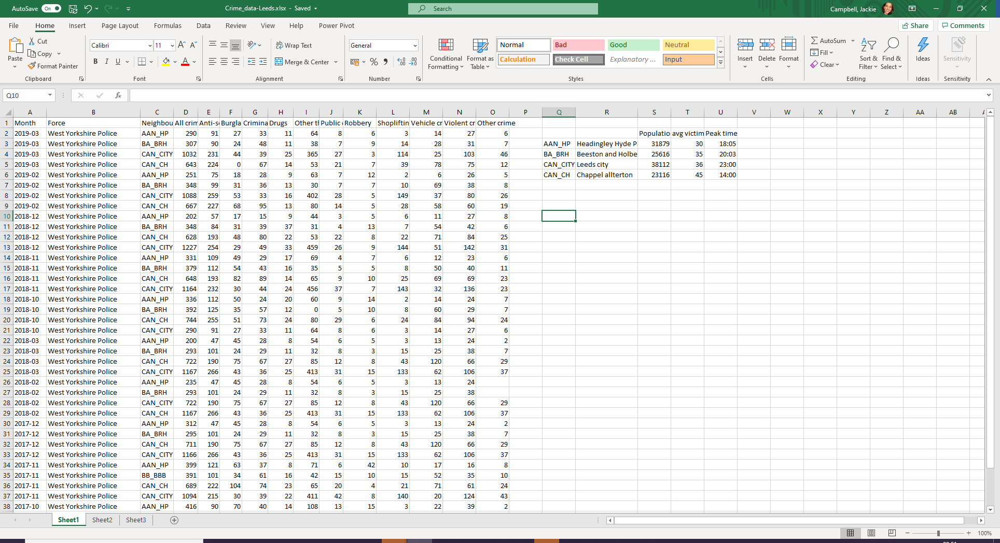 AutoSave On Crime_data-Leeds.xlsx - Saved Search Campbell, Jackie
File Home Insert Page Layout Formulas Data Review View Help Power Pivot Share Comments
Paste Cut Copy Format Painter Clipboard
Calibri 11 B I U Font
Wrap Text Merge & Center Alignment
General % Number
Conditional Formatting Format as Table Normal Bad Good Neutral Calculation Check Cell Explanatory ... Input Styles
Insert Delete Format Cells
AutoSum Fill Clear Sort & Filter Find & Select Editing
Ideas Ideas Sensitivity Sensitivity
Q10 fx
A B C D E F G H I J K L M N O P Q R S T U V W X Y Z AA AB
1 Month Force Neighbou All crim Anti-s Burgla Crimina Drugs Other t Public Robbery Shopliftin Vehicle cr Violent cr Other crime
2 2019-03 West Yorkshire Police AAN_HP 290 91 27 33 11 64 8 6 3 14 27 6 Populatio avg victim Peak time
3 2019-03 West Yorkshire Police BA_BRH 307 90 24 48 11 38 7 9 14 28 31 7 AAN_HP Headingley Hyde P 31879 30 18:05
4 2019-03 West Yorkshire Police CAN_CITY 1032 231 44 39 25 365 27 3 114 25 103 46 BA_BRH Beeston and Holbe 25616 35 20:03
5 2019-03 West Yorkshire Police CAN_CH 643 224 0 67 14 53 21 7 39 78 75 12 CAN_CITY Leeds city 38112 36 23:00
6 2019-02 West Yorkshire Police AAN_HP 251 75 18 28 9 63 7 12 2 6 26 5 CAN_CH Chappel allterton 23116 45 14:00
7 2019-02 West Yorkshire Police BA_BRH 348 99 31 36 13 30 7 7 10 69 38 8
8 2019-02 West Yorkshire Police CAN_CITY 1088 259 53 33 16 402 28 5 149 37 80 26
9 2019-02 West Yorkshire Police CAN_CH 667 227 68 95 13 80 14 5 28 58 60 19
10 2018-12 West Yorkshire Police AAN_HP 202 57 17 15 9 44 3 5 6 11 27 8
11 2018-12 West Yorkshire Police BA_BRH 348 84 31 39 37 31 4 13 7 54 42 6
12 2018-12 West Yorkshire Police CAN_CH 628 193 48 80 22 53 22 8 22 71 84 25
13 2018-12 West Yorkshire Police CAN_CITY 1227 254 29 49 33 459 26 9 144 51 142 31
14 2018-11 West Yorkshire Police AAN_HP 331 109 49 29 17 69 4 7 6 12 23 6
15 2018-11 West Yorkshire Police BA_BRH 379 112 54 43 16 35 5 5 8 50 40 11
16 2018-11 West Yorkshire Police CAN_CH 648 193 82 89 14 65 9 10 25 69 69 23
17 2018-11 West Yorkshire Police CAN_CITY 1164 232 30 44 24 456 37 7 143 32 136 23
18 2018-10 West Yorkshire Police AAN_HP 336 112 50 24 20 60 9 14 2 14 24 7
19 2018-10 West Yorkshire Police BA_BRH 392 125 35 57 12 0 5 10 8 60 29 7
20 2018-10 West Yorkshire Police CAN_CH 744 255 51 73 24 80 29 6 24 84 94 24
21 2018-10 West Yorkshire Police CAN_CITY 290 91 27 33 11 64 8 6 3 14 27 6
22 2018-03 West Yorkshire Police AAN_HP 200 47 45 28 8 54 6 5 3 13 24 2
23 2018-03 West Yorkshire Police BA_BRH 293 101 24 29 11 32 8 3 15 25 38 7
24 2018-03 West Yorkshire Police CAN_CH 722 190 75 67 27 85 12 8 43 120 66 29
25 2018-03 West Yorkshire Police CAN_CITY 1167 266 43 36 25 413 31 15 133 62 106 37
26 2018-02 West Yorkshire Police AAN_HP 235 47 45 28 8 54 6 5 3 13 24
27 2018-02 West Yorkshire Police BA_BRH 293 101 24 29 11 32 8 3 15 25 38
28 2018-02 West Yorkshire Police CAN_CITY 722 190 75 67 27 85 12 8 43 120 66 29
29 2018-02 West Yorkshire Police CAN_CH 1167 266 43 36 25 413 31 15 133 62 106 37
30 2017-12 West Yorkshire Police AAN_HP 312 47 45 28 8 54 6 5 3 13 24 2
31 2017-12 West Yorkshire Police BA_BRH 295 101 24 29 11 32 8 3 15 25 38 7
32 2017-12 West Yorkshire Police CAN_CH 711 190 75 67 27 85 12 8 43 120 66 29
33 2017-12 West Yorkshire Police CAN_CITY 1166 266 43 36 25 413 31 15 133 62 106 37
34 2017-11 West Yorkshire Police AAN_HP 399 121 63 37 8 71 6 42 10 17 16 8
35 2017-11 West Yorkshire Police BB_BBB 391 101 34 61 16 42 15 10 15 52 35 10
36 2017-11 West Yorkshire Police CAN_CH 689 222 104 74 23 65 20 4 21 71 61 24
37 2017-11 West Yorkshire Police CAN_CITY 1094 215 30 39 22 411 42 8 140 20 124 43
38 2017-10 West Yorkshire Police AAN_HP 416 90 70 40 14 108 13 15 3 22 39 2
Sheet1 Sheet2 Sheet3
100%